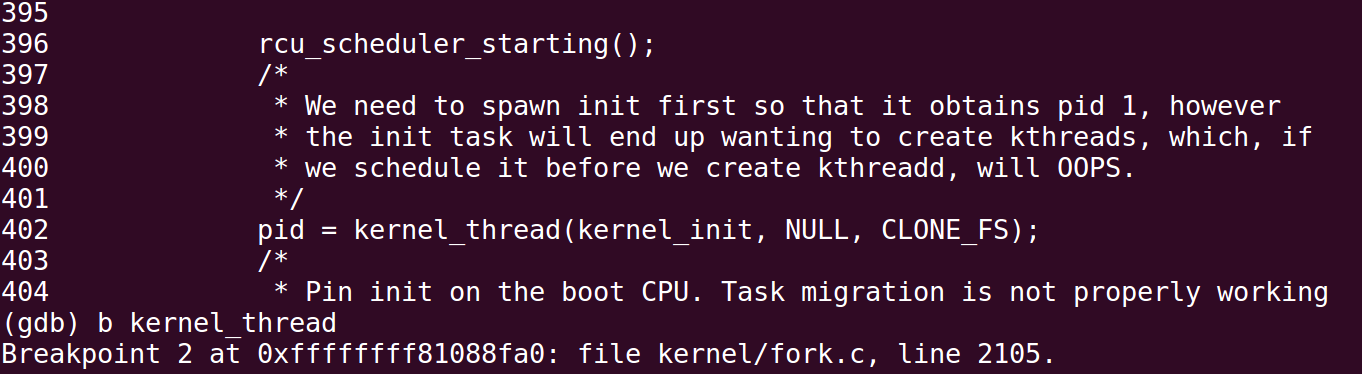 395
396             rcu_scheduler_starting();
397             /*
398              * We need to spawn init first so that it obtains pid 1, however
399              * the init task will end up wanting to create kthreads, which, if
400              * we schedule it before we create kthreadd, will OOPS.
401              */
402             pid = kernel_thread(kernel_init, NULL, CLONE_FS);
403             /*
404              * Pin init on the boot CPU. Task migration is not properly working
(gdb) b kernel_thread
Breakpoint 2 at 0xffffffff81088fa0: file kernel/fork.c, line 2105.